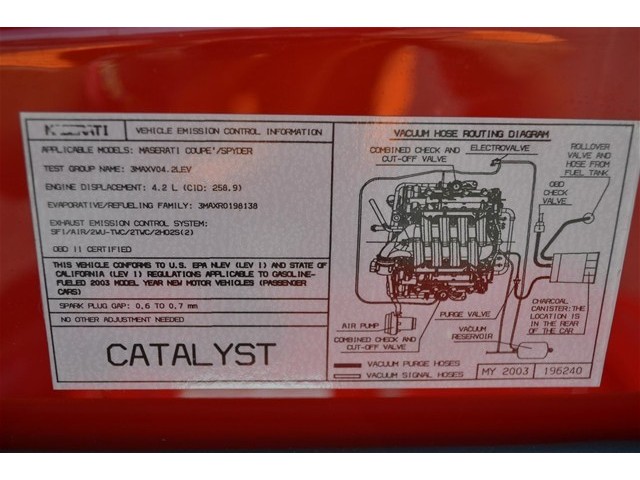 MASERATI
VEHICLE EMISSION CONTROL INFORMATION
APPLICABLE MODELS: MASERATI COUPE'/SPYDER
TEST GROUP NAME: 3MAXV04.2LEV
ENGINE DISPLACEMENT: 4.2 L (CID: 258.9)
EVAPORATIVE/REFUELING FAMILY: 3MAXR0198138
EXHAUST EMISSION CONTROL SYSTEM:
SFI/AIR/2WU-TWC/2TWC/2HO2S(2)
OBD II CERTIFIED
THIS VEHICLE CONFORMS TO U.S. EPA NLEV (LEV I) AND STATE OF
CALIFORNIA (LEV I) REGULATIONS APPLICABLE TO GASOLINE-
FUELED 2003 MODEL YEAR NEW MOTOR VEHICLES (PASSENGER
CARS)
SPARK PLUG GAP: 0,6 TO 0,7 mm
NO OTHER ADJUSTMENT NEEDED
CATALYST
VACUUM HOSE ROUTING DIAGRAM
COMBINED CHECK AND
CUT-OFF VALVE
ELECTROVALVE
ROLLOVER
VALVE AND
HOSE FROM
FUEL TANK
OBD
CHECK
VALVE
AIR PUMP
COMBINED CHECK AND
CUT-OFF VALVE
PURGE VALVE
VACUUM
RESERVOIR
CHARCOAL
CANISTER: THE
LOCATION IS
IN THE REAR
OF THE CAR
VACUUM PURGE HOSES
VACUUM SIGNAL HOSES
MY 2003
196240